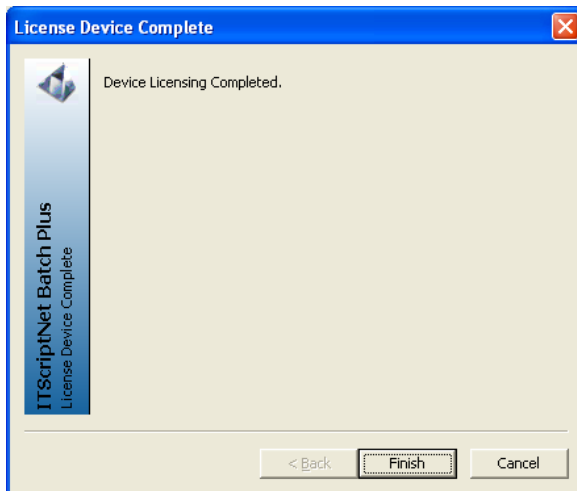 License Device Complete
Device Licensing Completed.
ITScriptNet Batch Plus
License Device Complete
< Back
Finish
Cancel